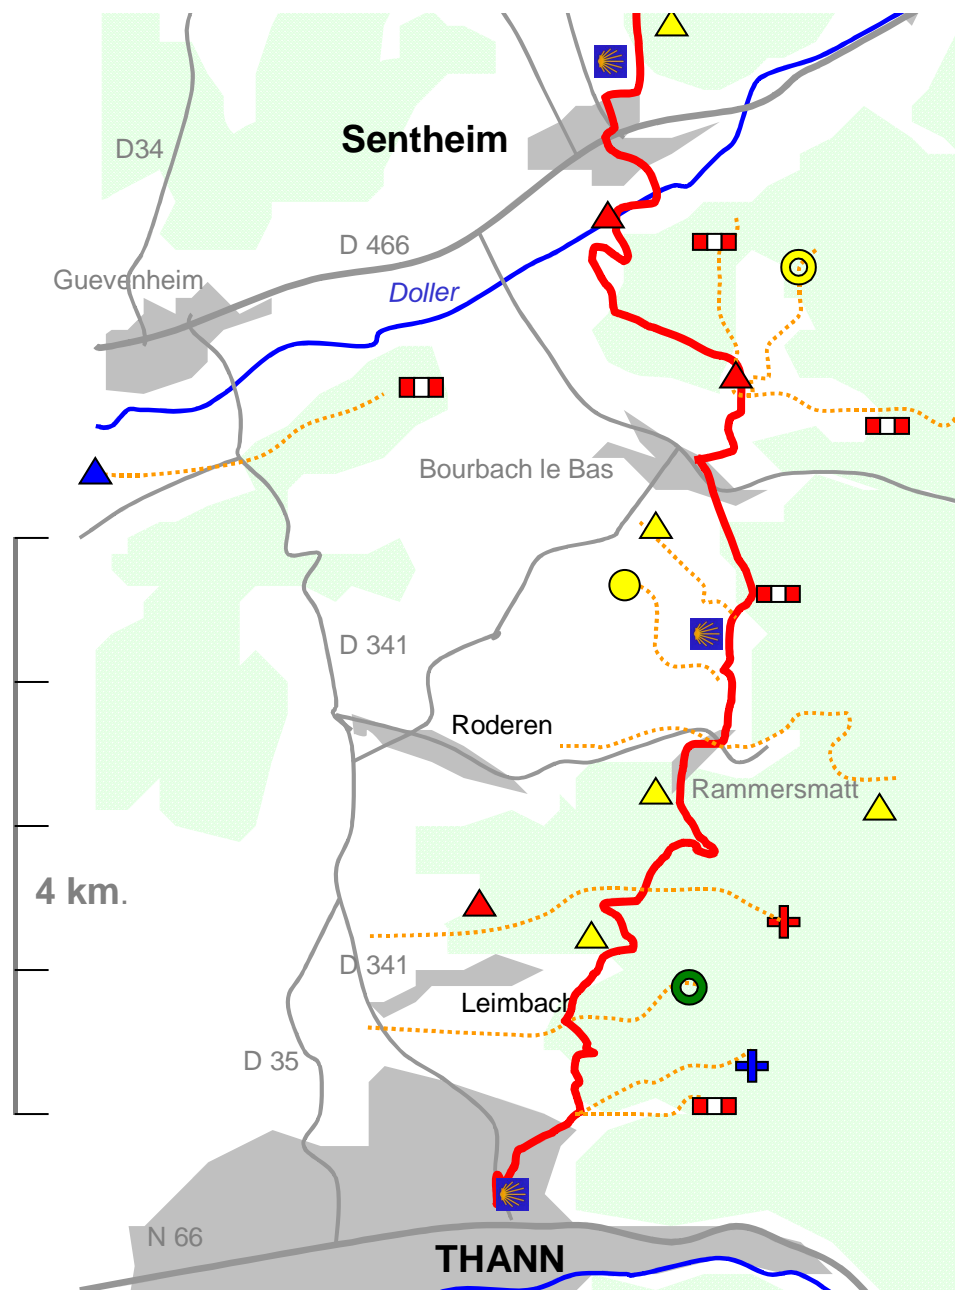 Sentheim
D34
D 466
Guevenheim
Doller
Bourbach le Bas
D 341
Roderen
Rammersmatt
4 km.
D 341
Leimbach
D 35
N 66
THANN